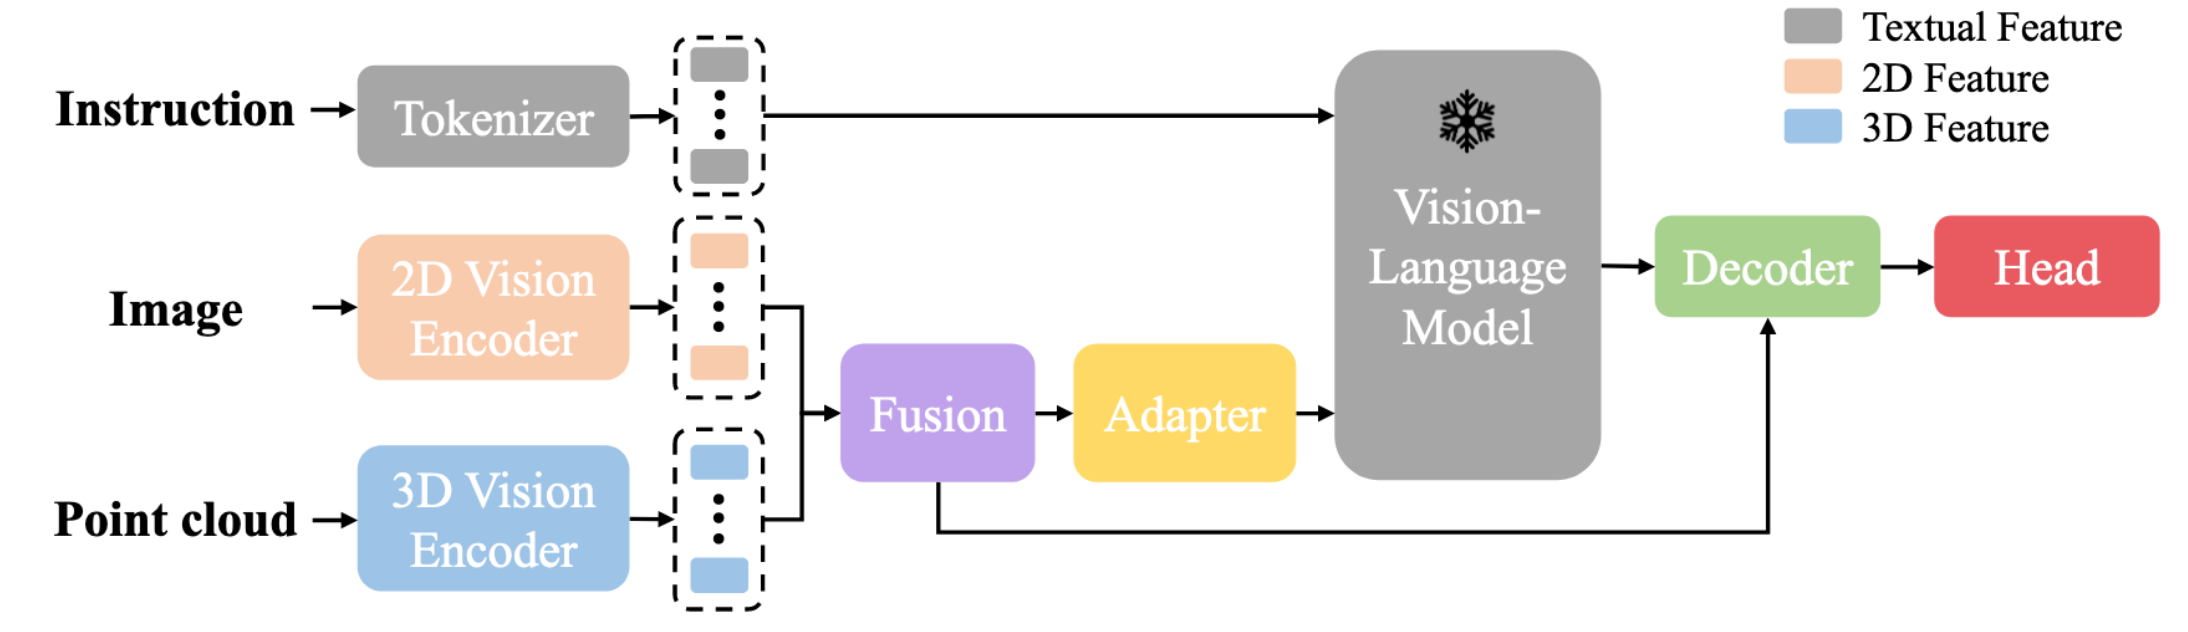 Instruction
Tokenizer
Image
2D Vision
Encoder
Point cloud
3D Vision
Encoder
Fusion
Adapter
Vision-
Language
Model
Decoder
Head
Textual Feature
2D Feature
3D Feature